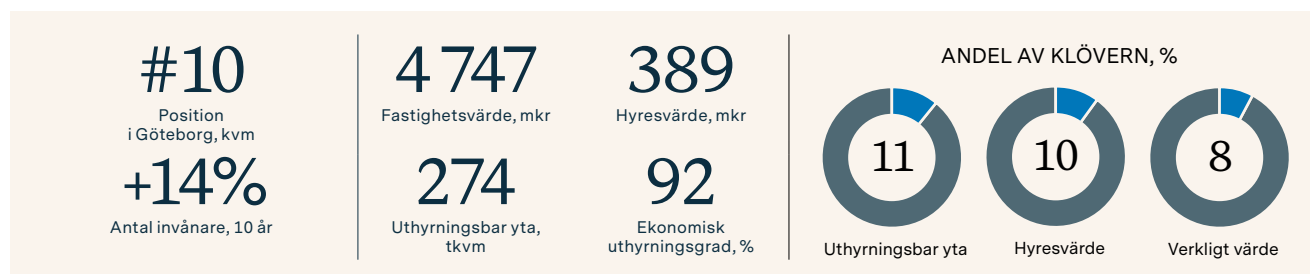 #10
Position
i Göteborg, kvm
+14%
Antal invånare, 10 år
4 747
Fastighetsvärde, mkr
389
Hyresvärde, mkr
274
Uthyrningsbar yta,
tkvm
92
Ekonomisk
uthyrningsgrad, %
ANDEL AV KLÖVERN, %
11
Uthyrningsbar yta
10
Hyresvärde
8
Verkligt värde